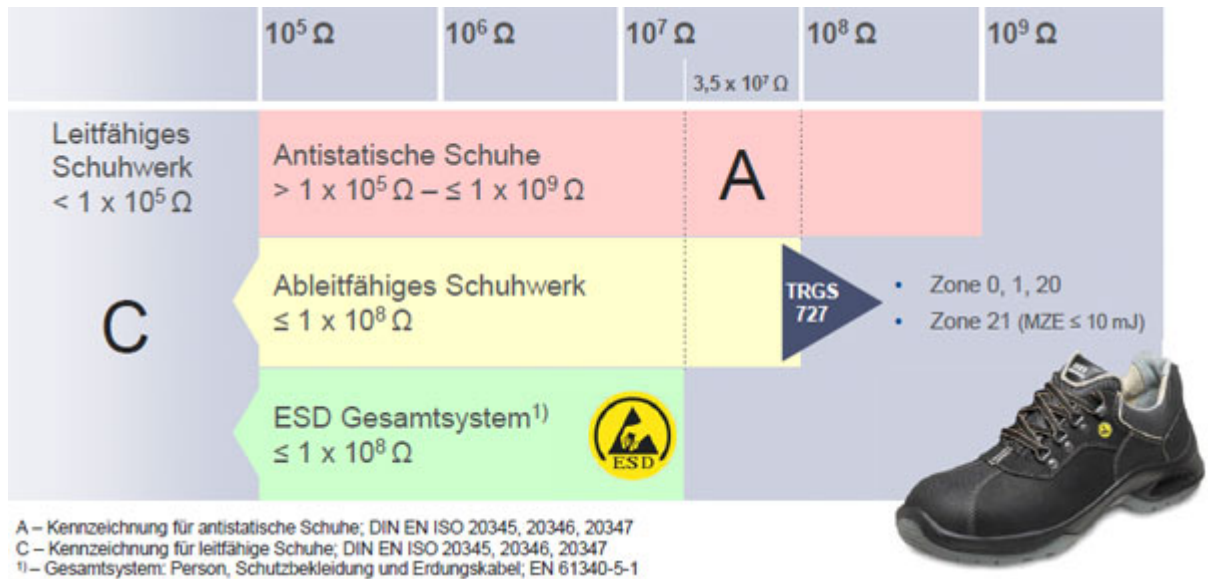 10⁵ Ω
10⁶ Ω
10⁷ Ω
10⁸ Ω
10⁹ Ω
3,5 x 10⁷ Ω
Leitfähiges
Schuhwerk
< 1 x 10⁵ Ω
C
Antistatische Schuhe
> 1 x 10⁵ Ω – ≤ 1 x 10⁹ Ω
A
Ableitfähiges Schuhwerk
≤ 1 x 10⁸ Ω
TRGS
727
• Zone 0, 1, 20
• Zone 21 (MZE ≤ 10 mJ)
ESD Gesamtsystem¹⁾
≤ 1 x 10⁸ Ω
ESD
A – Kennzeichnung für antistatische Schuhe; DIN EN ISO 20345, 20346, 20347
C – Kennzeichnung für leitfähige Schuhe; DIN EN ISO 20345, 20346, 20347
¹⁾ – Gesamtsystem: Person, Schutzbekleidung und Erdungskabel; EN 61340-5-1